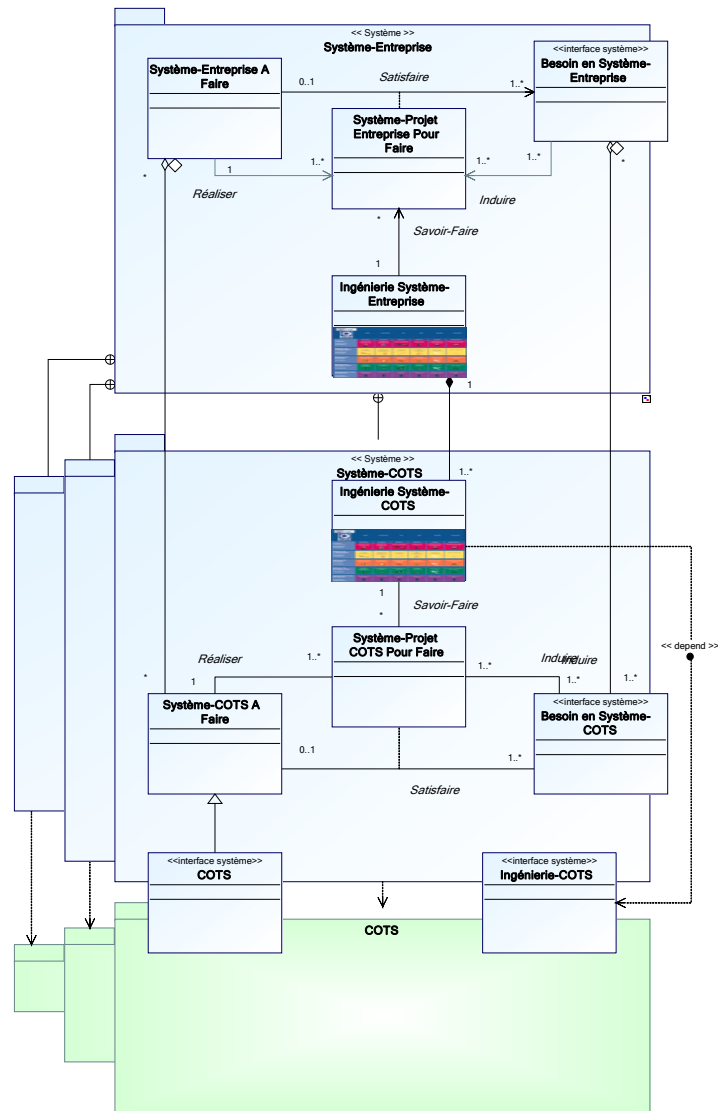 << Système >>
Système-Entreprise
<<interface système>>
Besoin en Système-
Entreprise
Système-Entreprise A
Faire
0..1
Satisfaire
1..*
Système-Projet
Entreprise Pour
Faire
1
1..*
1..*
1..*
*
*
Réaliser
Induire
*
Savoir-Faire
1
Ingénierie Système-
Entreprise
1
<< Système >>
Système-COTS
1..*
Ingénierie Système-
COTS
1
Savoir-Faire
*
Système-Projet
COTS Pour Faire
<< depend >>
Réaliser
1..*
1..*
Induire
Induire
*
1
1..*
1..*
Système-COTS A
Faire
<<interface système>>
Besoin en Système-
COTS
0..1
1..*
Satisfaire
<<interface système>>
COTS
<<interface système>>
Ingénierie-COTS
COTS